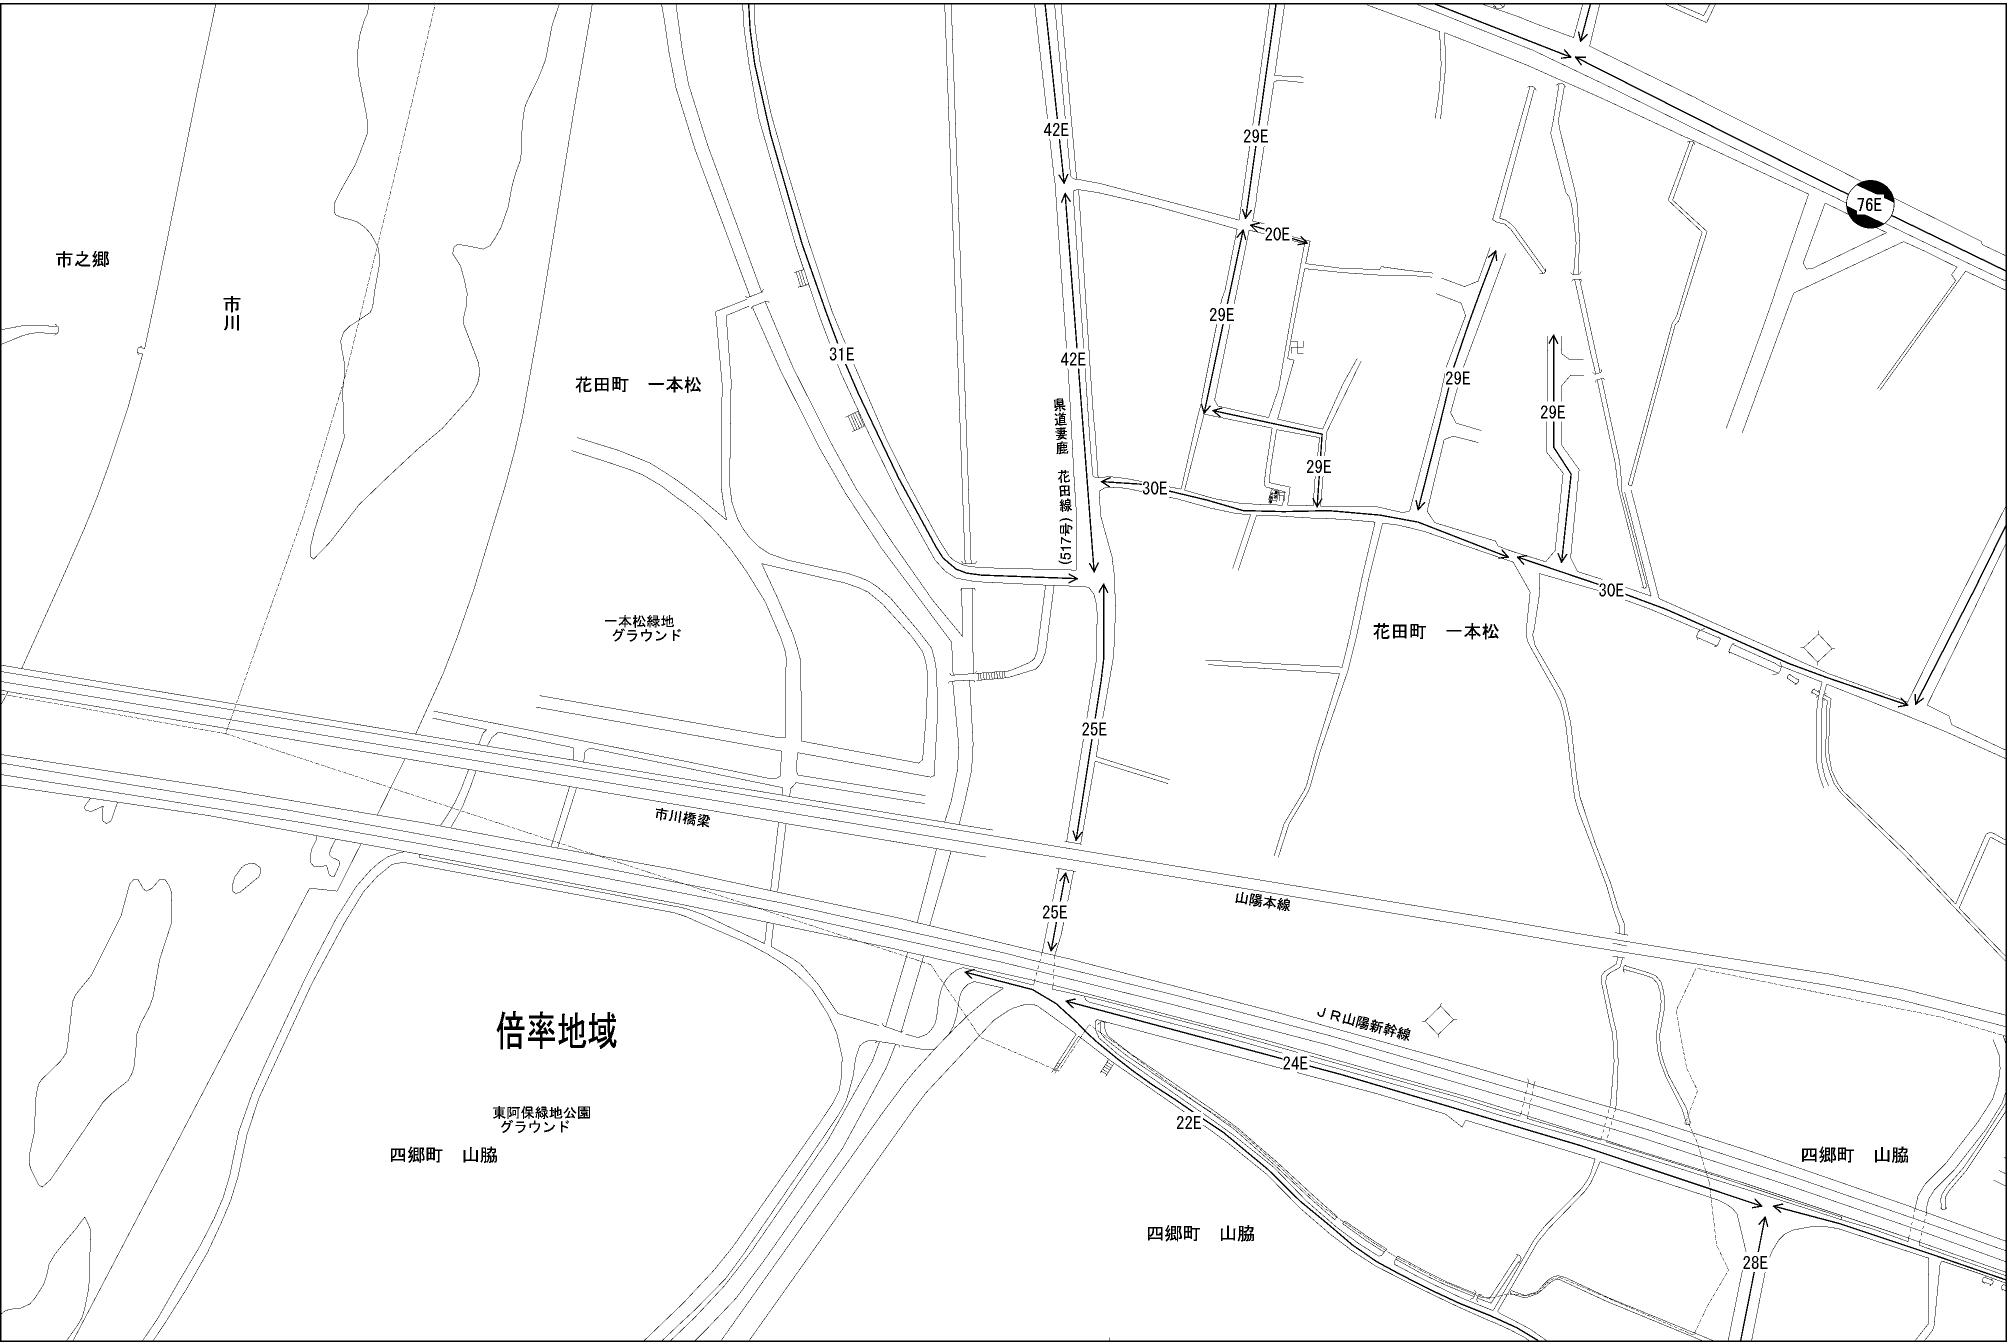 42E
29E
76E
20E
市之郷
市川
29E
31E
42E
花田町　一本松
29E
29E
県道妻鹿　花田線(517号)
29E
30E
30E
一本松緑地
グラウンド
花田町　一本松
25E
市川橋梁
山陽本線
25E
倍率地域
ＪＲ山陽新幹線
24E
東阿保緑地公園
グラウンド
22E
四郷町　山脇
四郷町　山脇
四郷町　山脇
28E